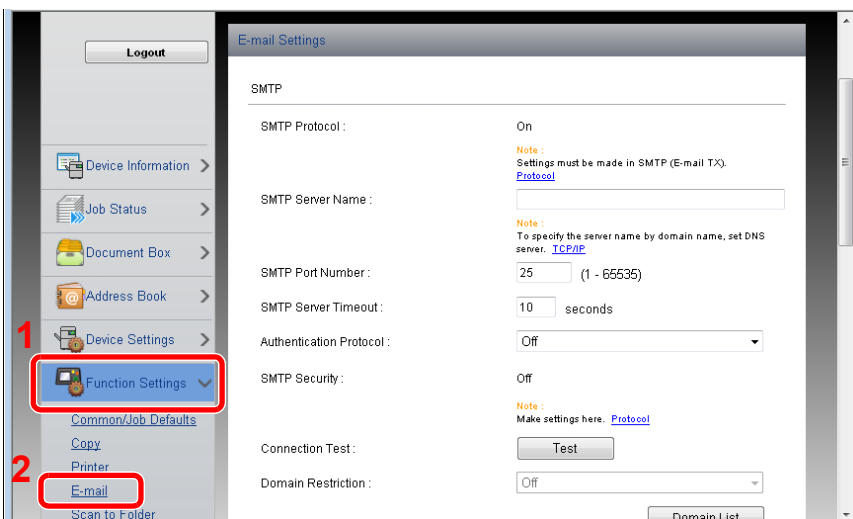 Logout
Device Information
Job Status
Document Box
Address Book
1
Device Settings
Function Settings
Common/Job Defaults
Copy
Printer
2
E-mail
Scan to Folder
E-mail Settings
SMTP
SMTP Protocol :
On
Note :
Settings must be made in SMTP (E-mail TX).
Protocol
SMTP Server Name :
Note :
To specify the server name by domain name, set DNS
server. TCP/IP
SMTP Port Number :
25 (1 - 65535)
SMTP Server Timeout :
10 seconds
Authentication Protocol :
Off
SMTP Security :
Off
Note :
Make settings here. Protocol
Connection Test :
Test
Domain Restriction :
Off
Domain List